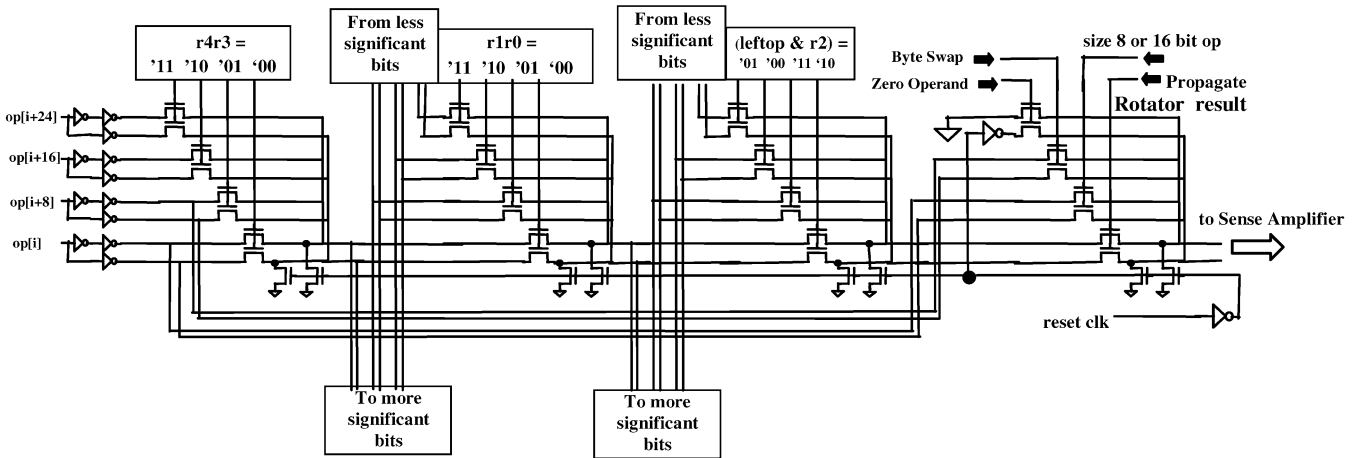 r4r3 =
'11 '10 '01 '00
From less
significant
bits
r1r0 =
'11 '10 '01 '00
From less
significant
bits
(leftop & r2) =
'01 '00 '11 '10
Byte Swap
Zero Operand
size 8 or 16 bit op
Propagate
Rotator result
op[i+24]
op[i+16]
op[i+8]
op[i]
to Sense Amplifier
reset clk
To more
significant
bits
To more
significant
bits